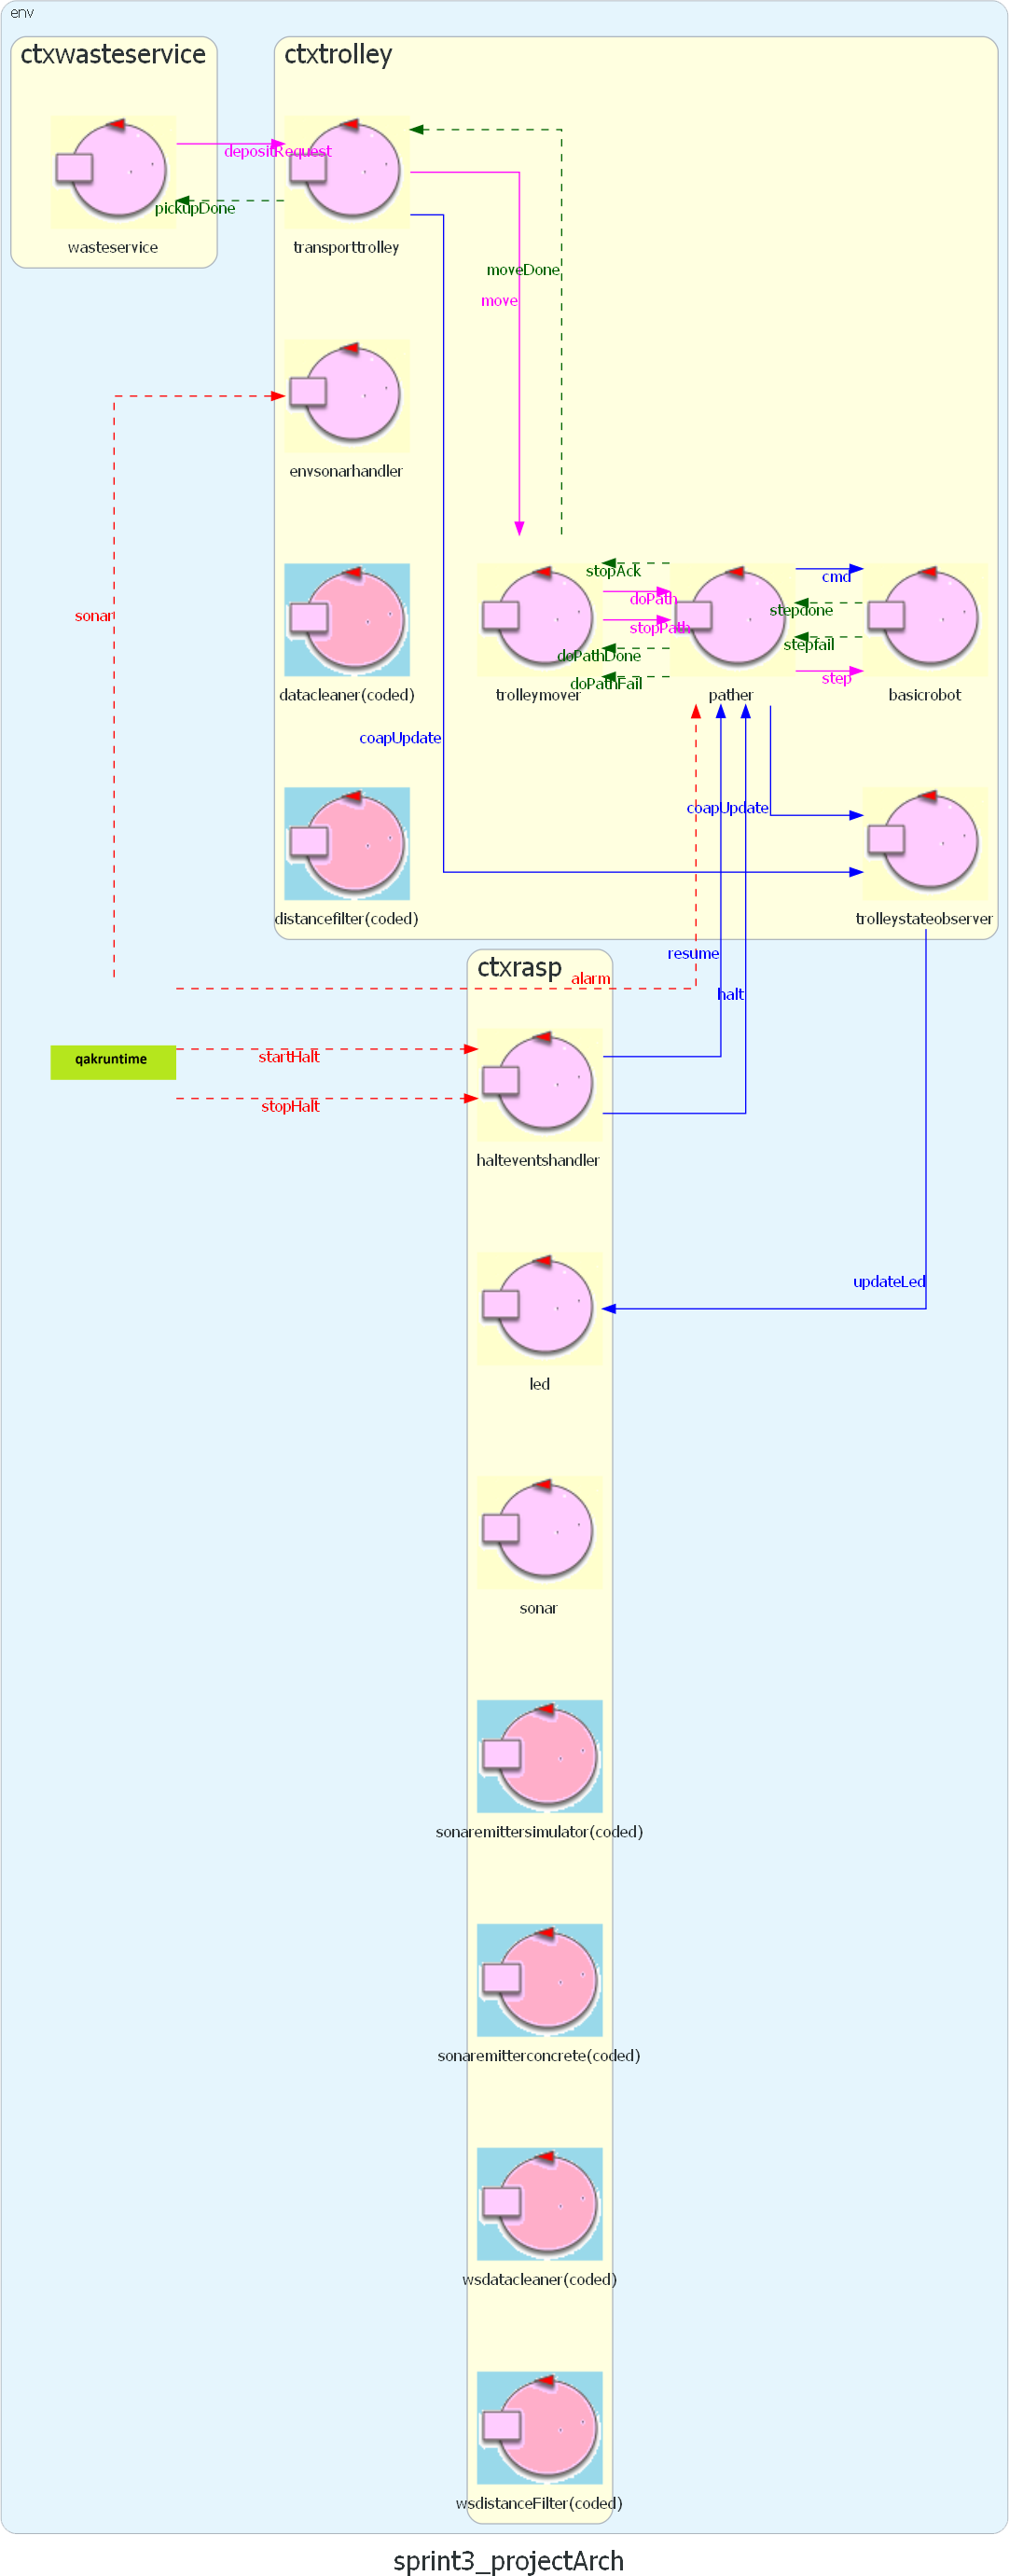 env
ctxwasteservice
ctxtrolley
depositRequest
pickupDone
wasteservice
transporttrolley
moveDone
move
envsonarhandler
stopAck
cmd
doPath
stepdone
sonar
stopPath
stepfail
doPathDone
step
doPathFail
datacleaner(coded)
trolleymover
pather
basicrobot
coapUpdate
coapUpdate
distancefilter(coded)
trolleystateobserver
resume
ctxrasp
alarm
halt
qakruntime
startHalt
stopHalt
halteventshandler
updateLed
led
sonar
sonaremittersimulator(coded)
sonaremitterconcrete(coded)
wsdatacleaner(coded)
wsdistanceFilter(coded)
sprint3_projectArch